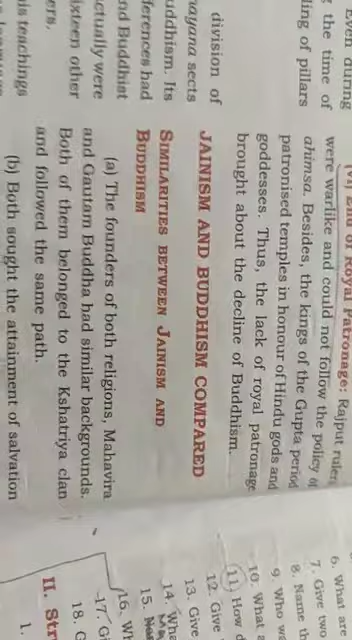 Even during
the time of
ling of pillars
division of
nayana sects
uddhism. Its
ferences had
nd Buddhist
ctually were
ixteen other
ers.
is teachings
End of Royal Patronage: Rajput ruler
were warlike and could not follow the policy of
ahimsa. Besides, the kings of the Gupta period
patronised temples in honour of Hindu gods and
goddesses. Thus, the lack of royal patronage
brought about the decline of Buddhism.
JAINISM AND BUDDHISM COMPARED
SIMILARITIES BETWEEN JAINISM AND
BUDDHISM
(a) The founders of both religions, Mahavira
and Gautam Buddha had similar backgrounds.
Both of them belonged to the Kshatriya clan
and followed the same path.
(b) Both sought the attainment of salvation
6. What are
7. Give two
8. Name th
9. Who wo
10. What
11. How d
12. Give
13. Give
14. Wha
15.
16. Wh
17. Gi
18. G
II. Str
1.